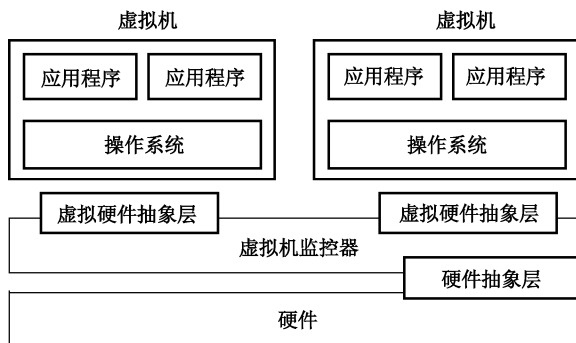 虚拟机 虚拟机
应用程序 应用程序 应用程序 应用程序
操作系统 操作系统
虚拟硬件抽象层 虚拟硬件抽象层
虚拟机监控器
硬件抽象层
硬件